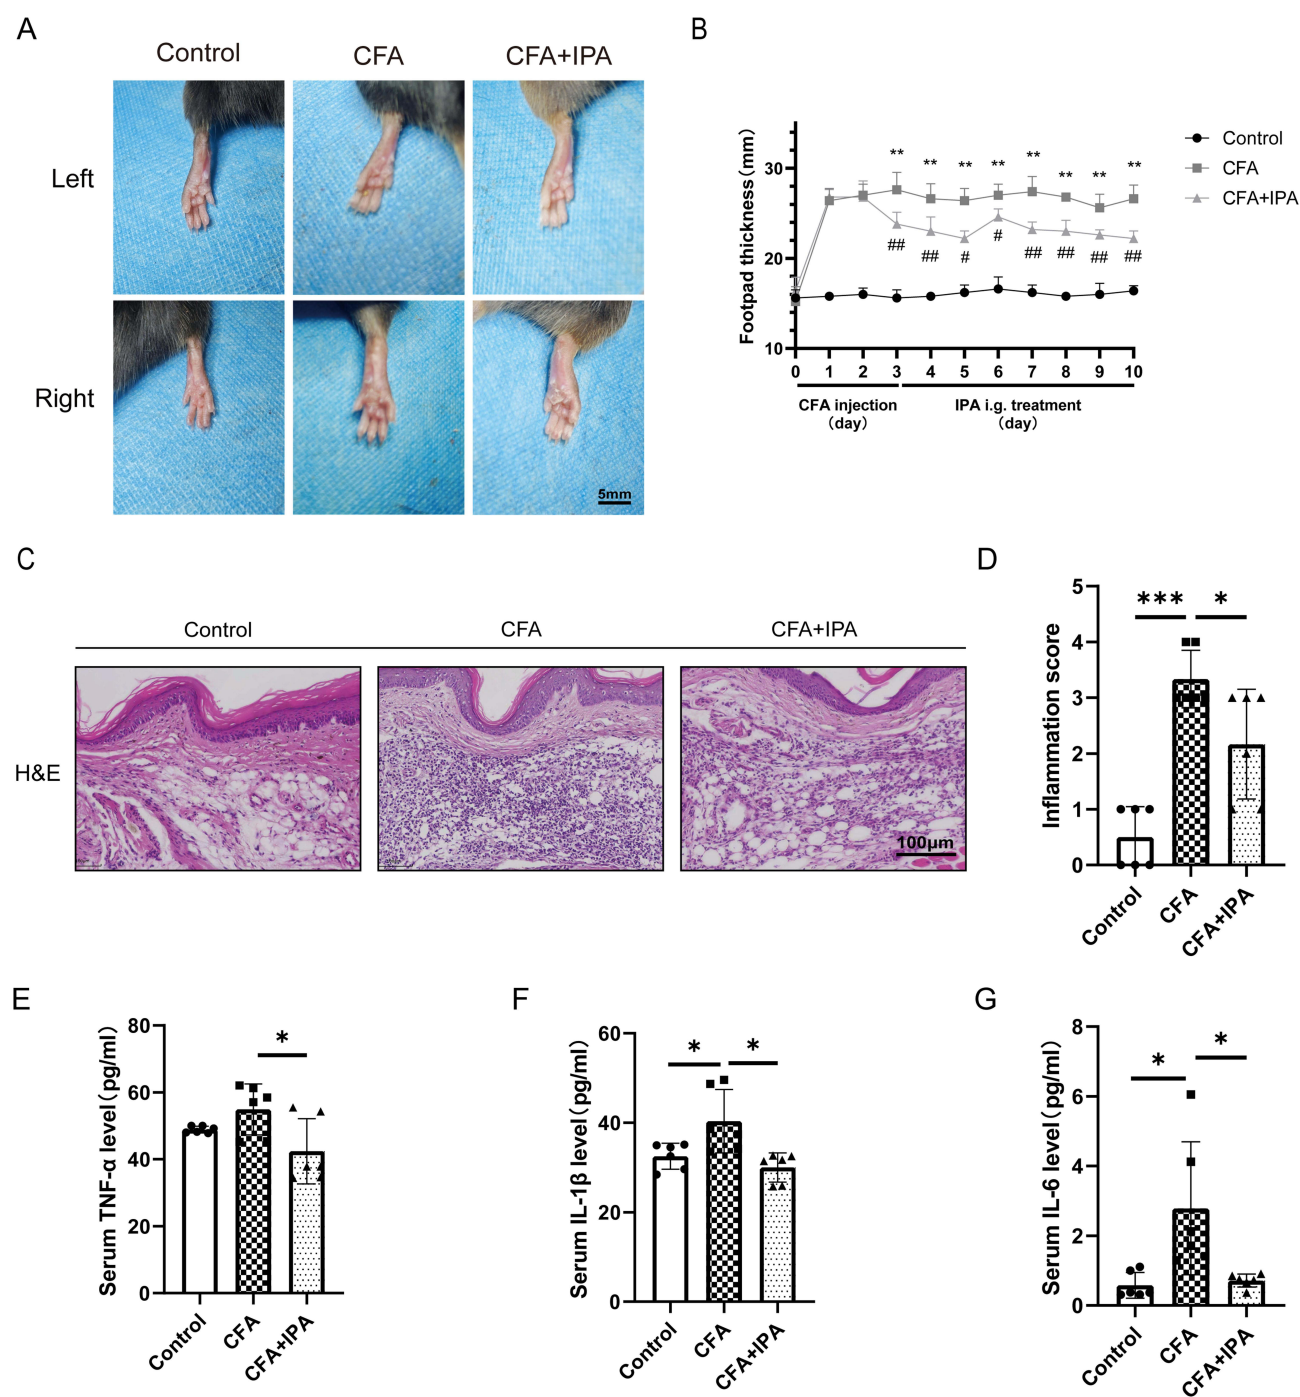 A
Control
CFA
CFA+IPA
Left
Right
5mm
B
Footpad thickness(mm)
30
20
10
** ** ** ** ** ** ** **
## ## # # ## ## ## ##
0 1 2 3 4 5 6 7 8 9 10
CFA injection
(day)
IPA i.g. treatment
(day)
Control
CFA
CFA+IPA
C
Control
CFA
CFA+IPA
H&E
100μm
D
Inflammation score
5
4
3
2
1
0
*** *
Control
CFA
CFA+IPA
E
Serum TNF-α level(pg/ml)
80
60
40
20
0
*
Control
CFA
CFA+IPA
F
Serum IL-1β level(pg/ml)
60
40
20
0
* *
Control
CFA
CFA+IPA
G
Serum IL-6 level(pg/ml)
8
6
4
2
0
* *
Control
CFA
CFA+IPA